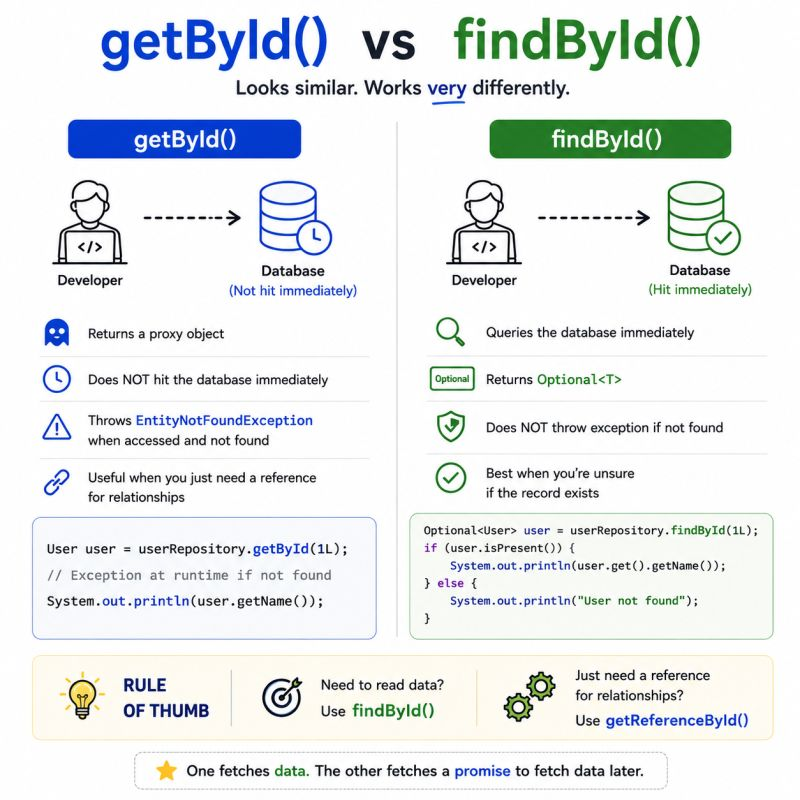 getById() vs findById()
Looks similar. Works very differently.
getById()
</>
Developer
Database
(Not hit immediately)
Returns a proxy object
Does NOT hit the database immediately
Throws EntityNotFoundException
when accessed and not found
Useful when you just need a reference
for relationships
User user = userRepository.getById(1L);
// Exception at runtime if not found
System.out.println(user.getName());
findById()
</>
Developer
Database
(Hit immediately)
Queries the database immediately
Optional
Returns Optional<T>
Does NOT throw exception if not found
Best when you're unsure
if the record exists
Optional<User> user = userRepository.findById(1L);
if (user.isPresent()) {
    System.out.println(user.get().getName());
} else {
    System.out.println("User not found");
}
RULE
OF THUMB
Need to read data?
Use findById()
Just need a reference
for relationships?
Use getReferenceById()
One fetches data. The other fetches a promise to fetch data later.